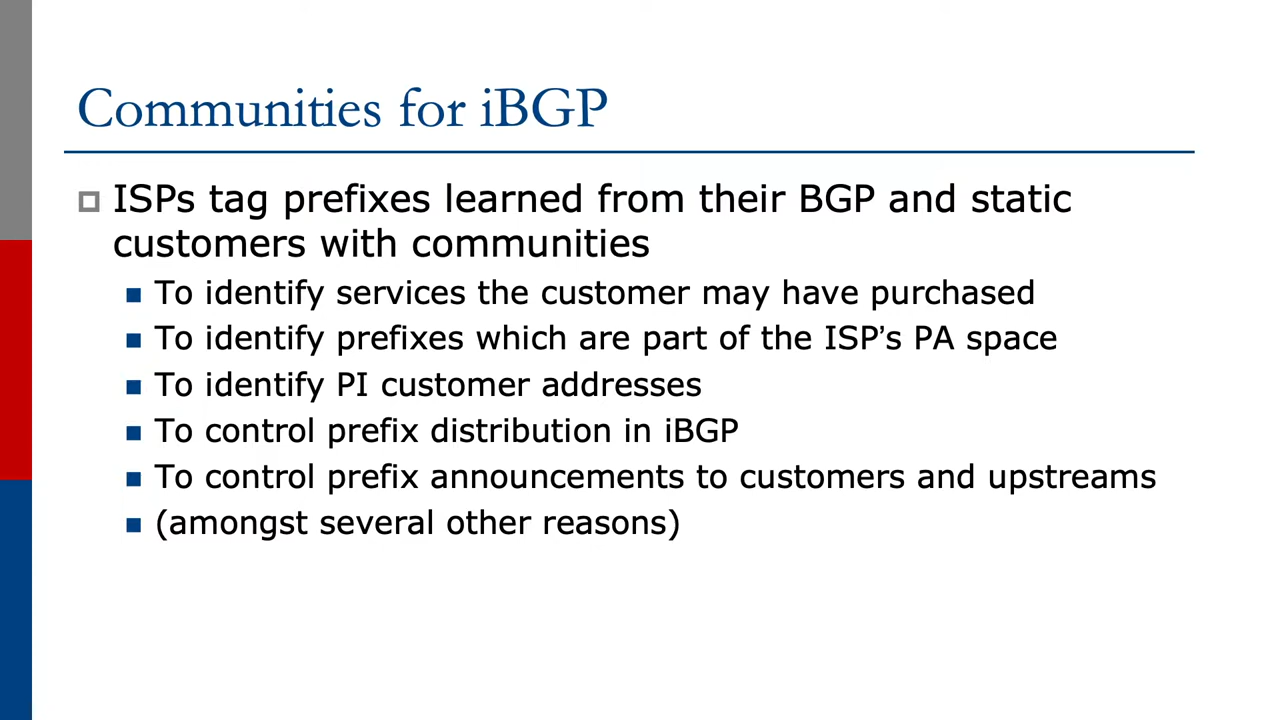 Communities for iBGP
ISPs tag prefixes learned from their BGP and static
customers with communities
To identify services the customer may have purchased
To identify prefixes which are part of the ISP’s PA space
To identify PI customer addresses
To control prefix distribution in iBGP
To control prefix announcements to customers and upstreams
(amongst several other reasons)